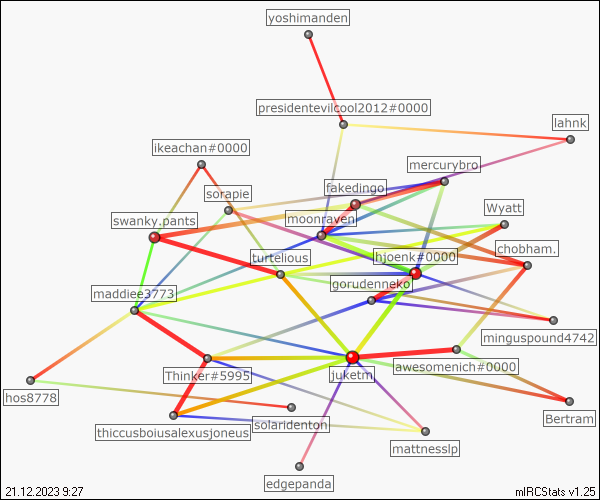 yoshimanden
presidentevilcool2012#0000
lahnk
ikeachan#0000
mercurybro
fakedingo
sorapie
Wyatt
swanky.pants
moonraven
chobham.
hjoenk#0000
turtelious
gorudenneko
maddiee3773
minguspound4742
Thinker#5995
juketm
awesomenich#0000
hos8778
Bertram
solaridenton
thiccusboiusalexusjoneus
mattnesslp
edgepanda
21.12.2023 9:27
mIRCStats v1.25